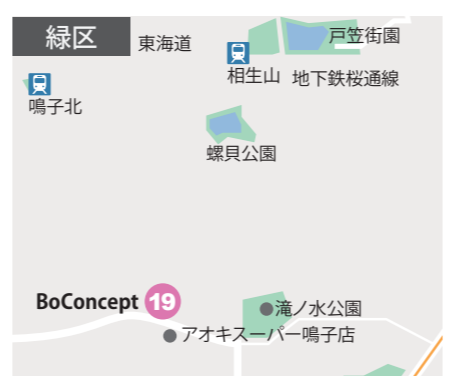 緑区
東海道
戸笠街園
相生山
地下鉄桜通線
鳴子北
螺貝公園
BoConcept 19
滝ノ水公園
アオキスーパー鳴子店